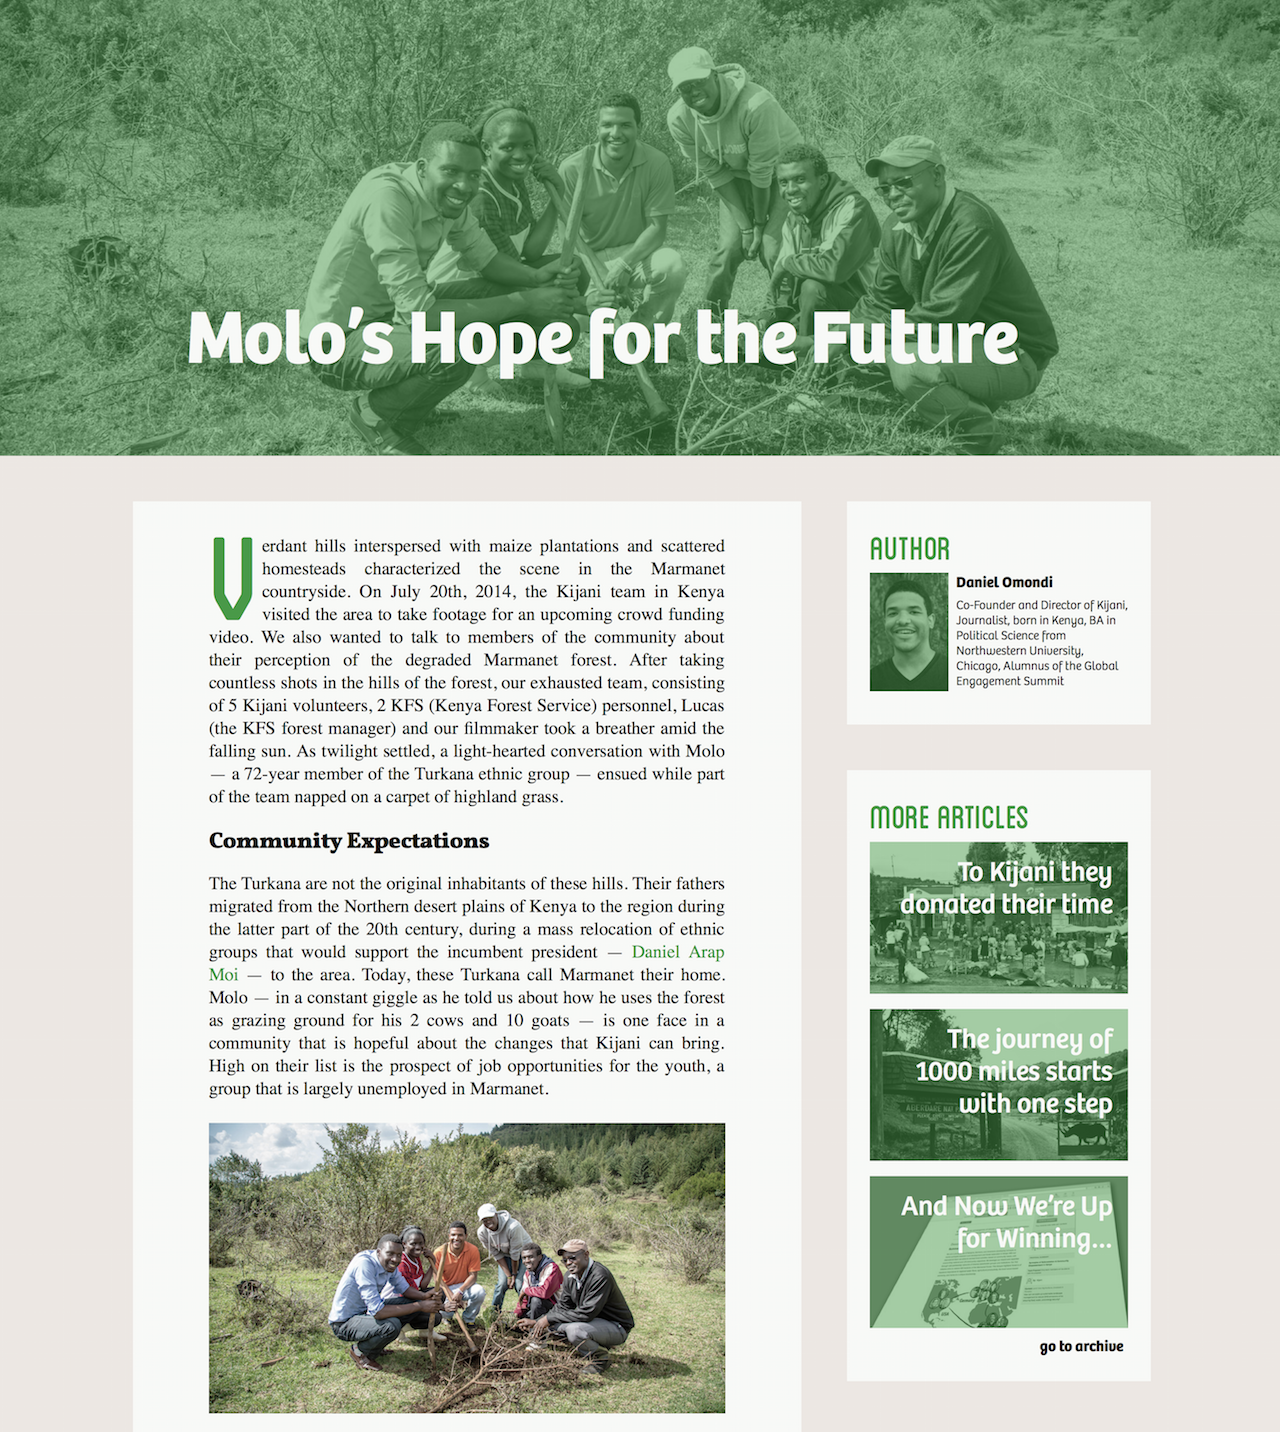 Molo’s Hope for the Future
Verdant hills interspersed with maize plantations and scattered
homesteads characterized the scene in the Marmanet
countryside. On July 20th, 2014, the Kijani team in Kenya
visited the area to take footage for an upcoming crowd funding
video. We also wanted to talk to members of the community about
their perception of the degraded Marmanet forest. After taking
countless shots in the hills of the forest, our exhausted team, consisting
of 5 Kijani volunteers, 2 KFS (Kenya Forest Service) personnel, Lucas
(the KFS forest manager) and our filmmaker took a breather amid the
falling sun. As twilight settled, a light-hearted conversation with Molo
— a 72-year member of the Turkana ethnic group — ensued while part
of the team napped on a carpet of highland grass.
Community Expectations
The Turkana are not the original inhabitants of these hills. Their fathers
migrated from the Northern desert plains of Kenya to the region during
the latter part of the 20th century, during a mass relocation of ethnic
groups that would support the incumbent president — Daniel Arap
Moi — to the area. Today, these Turkana call Marmanet their home.
Molo — in a constant giggle as he told us about how he uses the forest
as grazing ground for his 2 cows and 10 goats — is one face in a
community that is hopeful about the changes that Kijani can bring.
High on their list is the prospect of job opportunities for the youth, a
group that is largely unemployed in Marmanet.
AUTHOR
Daniel Omondi
Co-Founder and Director of Kijani,
Journalist, born in Kenya, BA in
Political Science from
Northwestern University,
Chicago, Alumnus of the Global
Engagement Summit
MORE ARTICLES
To Kijani they
donated their time
The journey of
1000 miles starts
with one step
ABERDARE
And Now We’re Up
for Winning...
go to archive